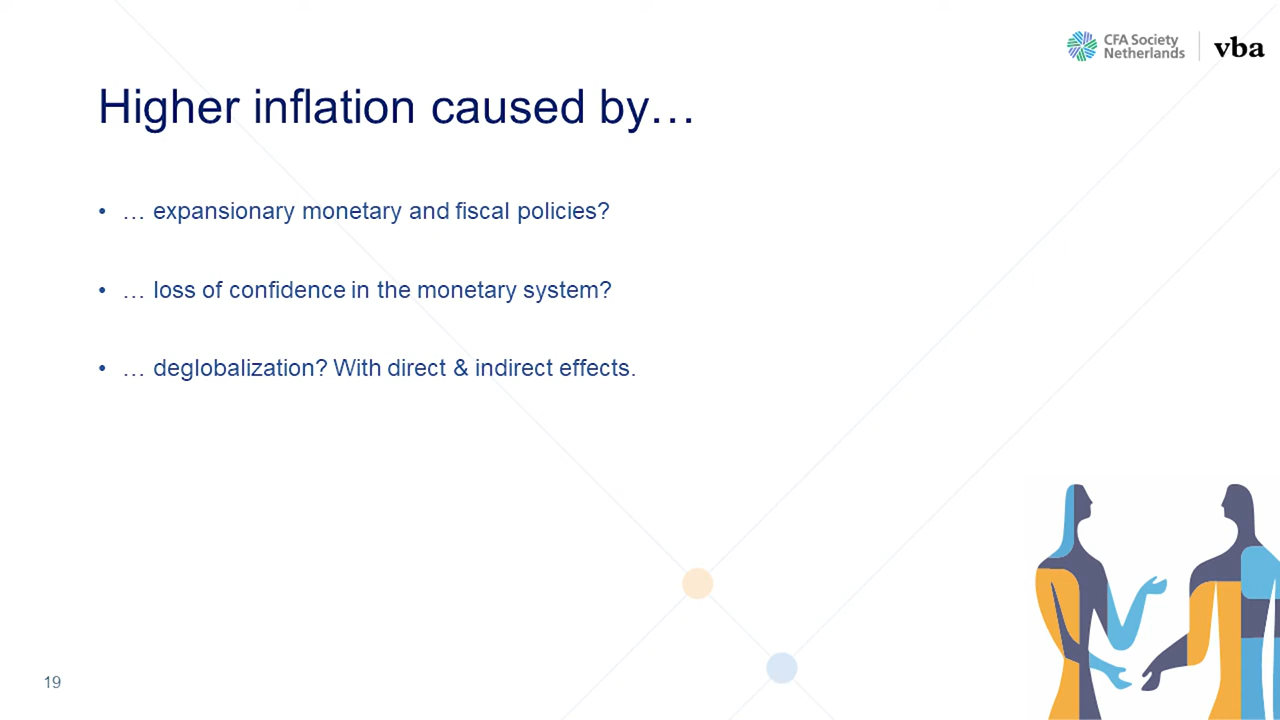 CFA Society
Netherlands
vba
Higher inflation caused by…
• … expansionary monetary and fiscal policies?
• … loss of confidence in the monetary system?
• … deglobalization? With direct & indirect effects.
19